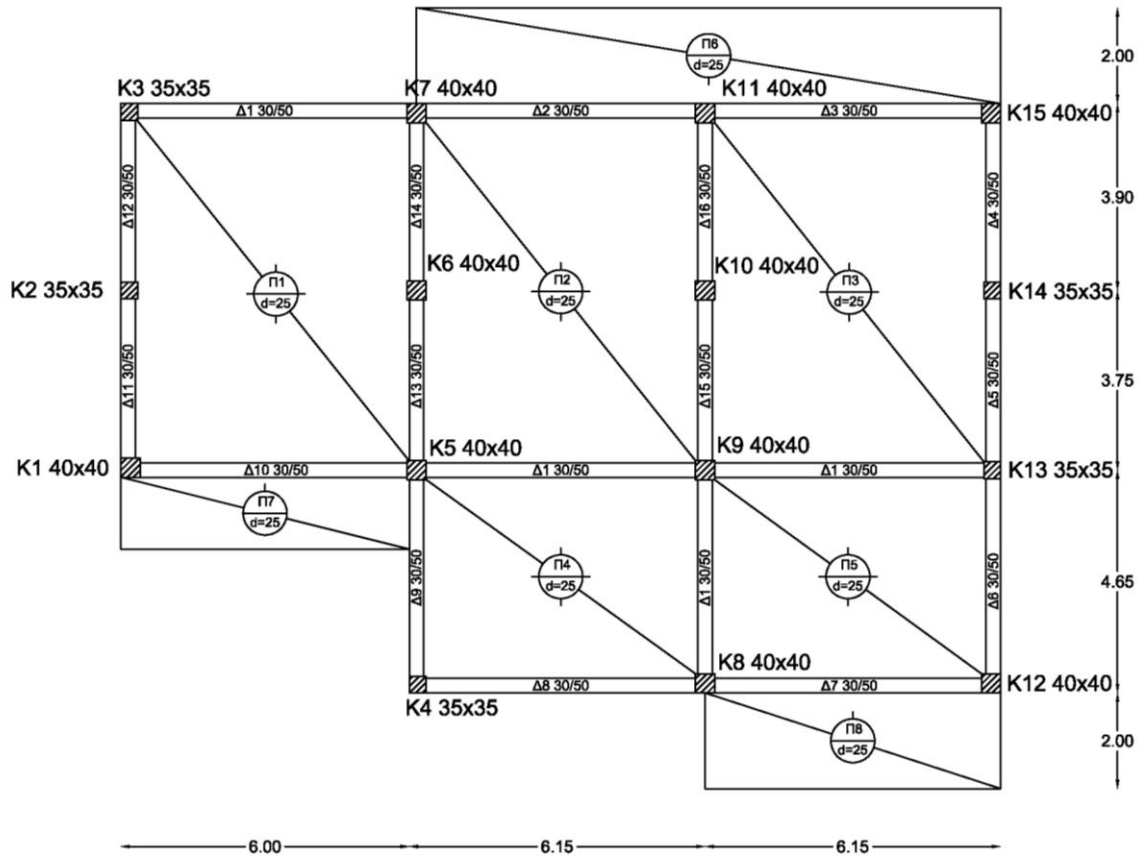 Π6
d=25
2.00
K3 35x35
K7 40x40
K11 40x40
Δ1 30/50
Δ2 30/50
Δ3 30/50
K15 40x40
Δ12 30/50
Δ14 30/50
Δ16 30/50
Δ4 30/50
3.90
K2 35x35
Π1
d=25
K6 40x40
Π2
d=25
K10 40x40
Π3
d=25
K14 35x35
Δ11 30/50
Δ13 30/50
Δ15 30/50
Δ5 30/50
3.75
K1 40x40
Δ10 30/50
K5 40x40
Δ1 30/50
K9 40x40
Δ1 30/50
K13 35x35
Π7
d=25
Δ9 30/50
Π4
d=25
Δ1 30/50
Π5
d=25
Δ6 30/50
4.65
K4 35x35
Δ8 30/50
K8 40x40
Δ7 30/50
K12 40x40
Π8
d=25
2.00
6.00
6.15
6.15